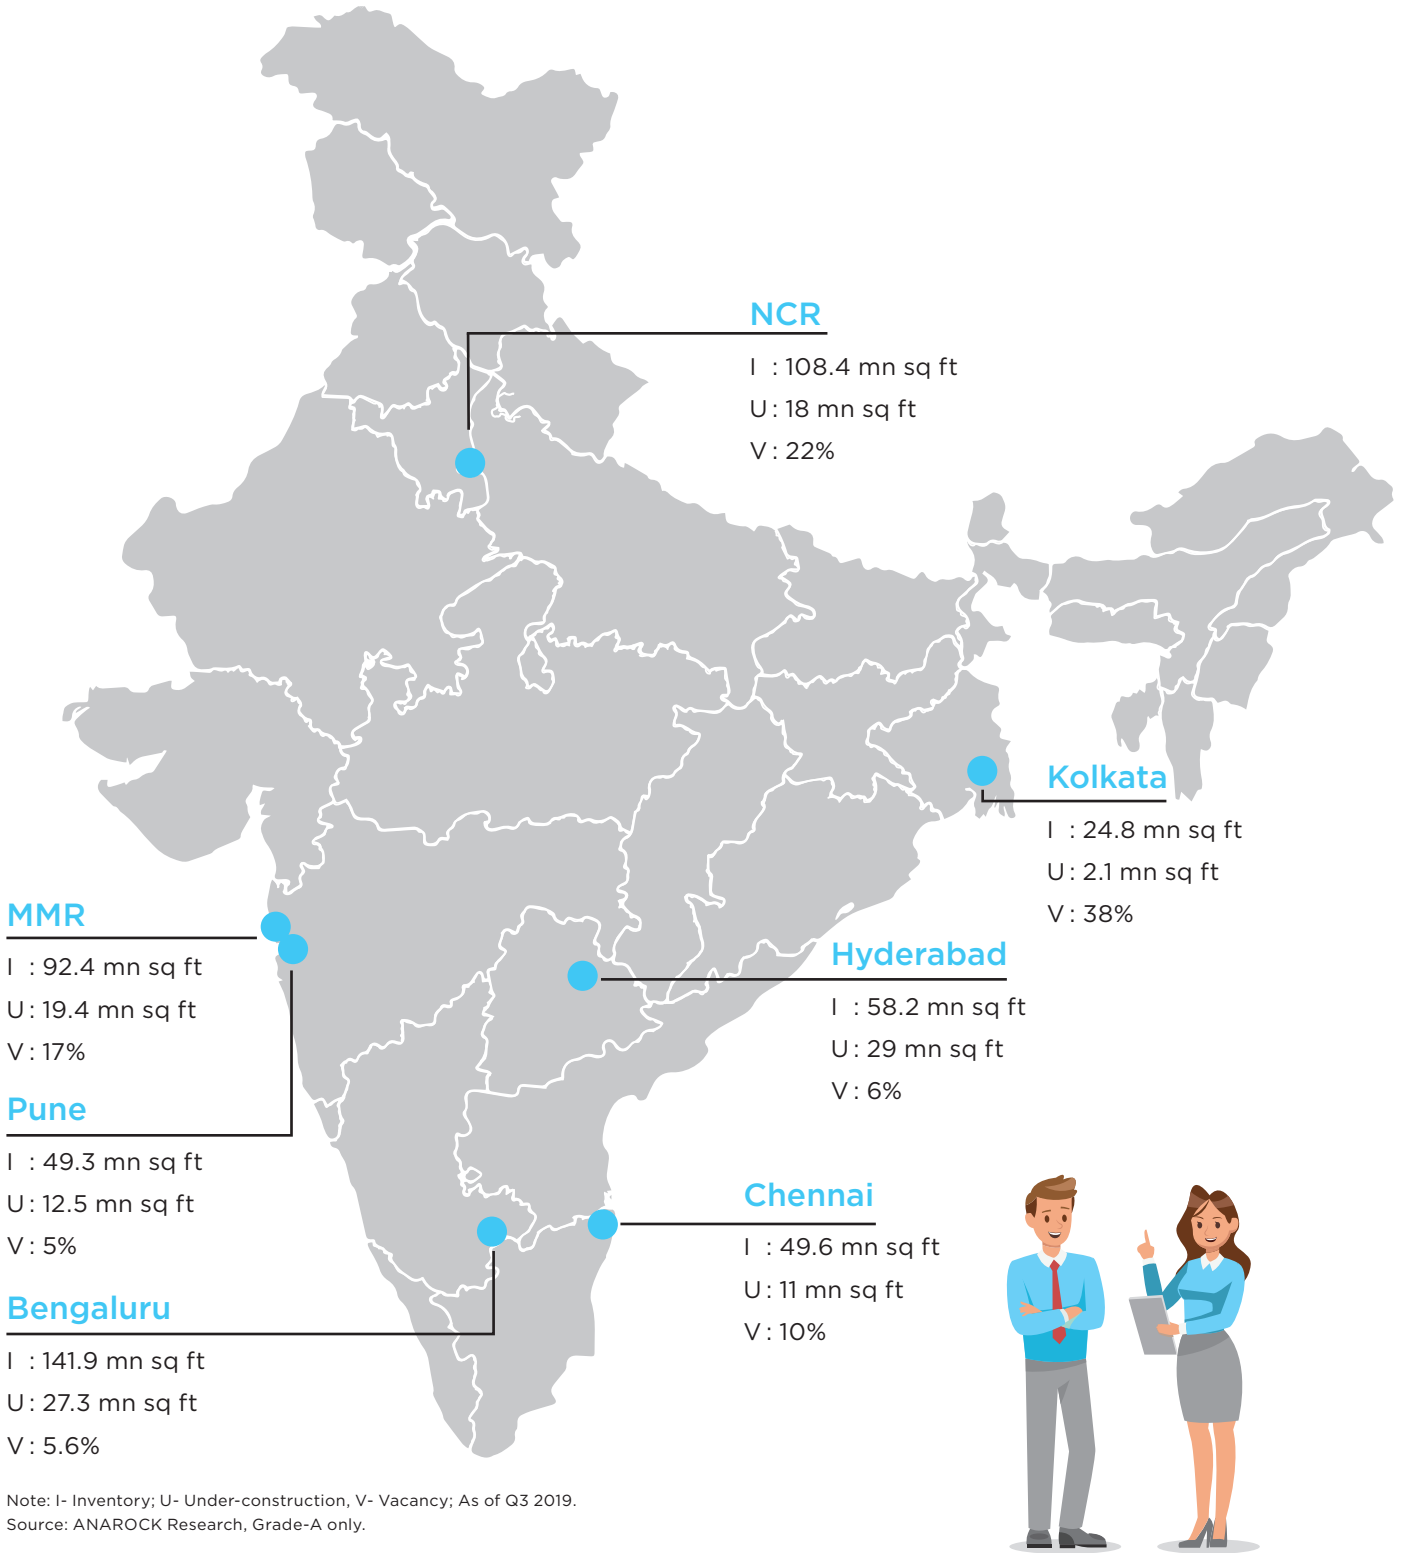 NCR
I : 108.4 mn sq ft
U : 18 mn sq ft
V : 22%
Kolkata
I : 24.8 mn sq ft
U : 2.1 mn sq ft
V : 38%
MMR
I : 92.4 mn sq ft
U : 19.4 mn sq ft
V : 17%
Hyderabad
I : 58.2 mn sq ft
U : 29 mn sq ft
V : 6%
Pune
I : 49.3 mn sq ft
U : 12.5 mn sq ft
V : 5%
Chennai
I : 49.6 mn sq ft
U : 11 mn sq ft
V : 10%
Bengaluru
I : 141.9 mn sq ft
U : 27.3 mn sq ft
V : 5.6%
Note: I- Inventory; U- Under-construction, V- Vacancy; As of Q3 2019.
Source: ANAROCK Research, Grade-A only.